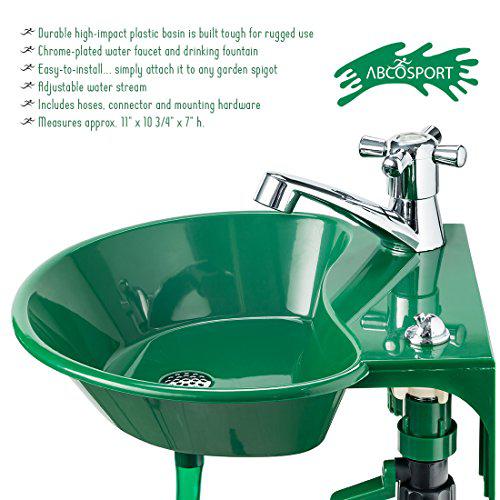 Durable high-impact plastic basin is built tough for rugged use
Chrome-plated water faucet and drinking fountain
Easy-to-install... simply attach it to any garden spigot
Adjustable water stream
Includes hoses, connector and mounting hardware
Measures approx. 11" x 10 3/4" x 7" h.
ABCOSPORT